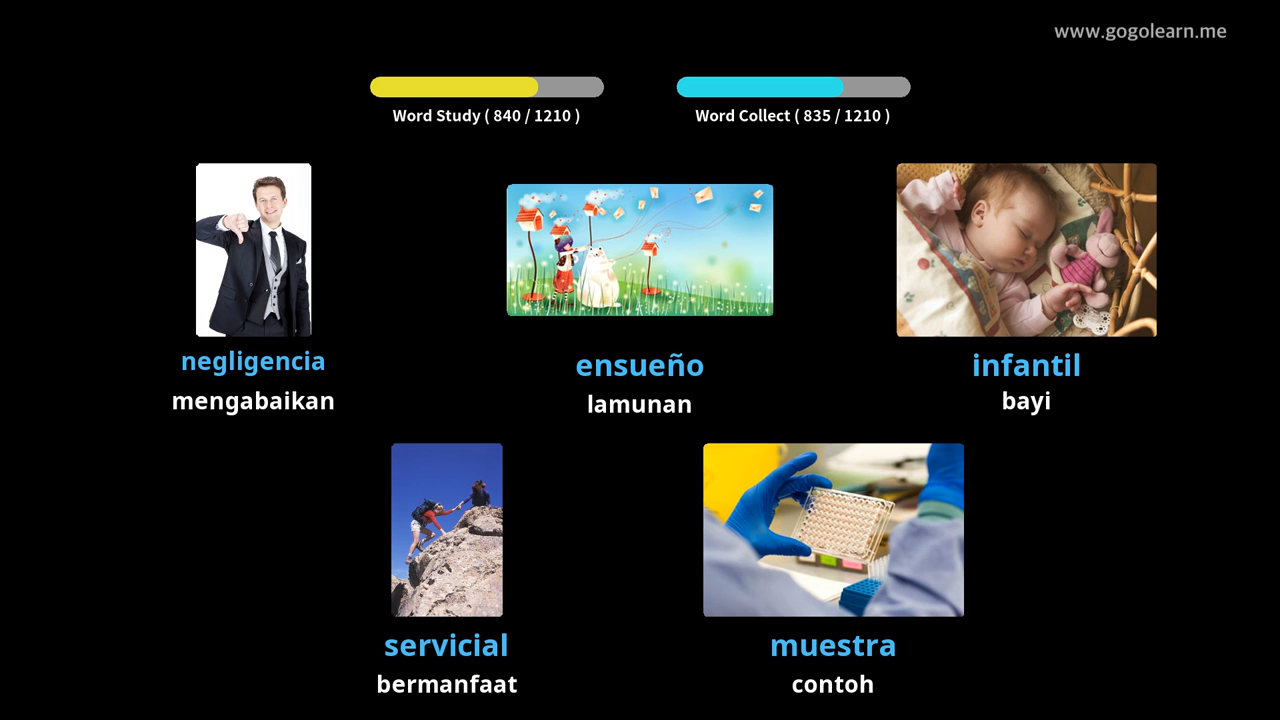 www.gogolearn.me
Word Study ( 840 / 1210 )
Word Collect ( 835 / 1210 )
negligencia
mengabaikan
ensueño
lamunan
infantil
bayi
servicial
bermanfaat
muestra
contoh